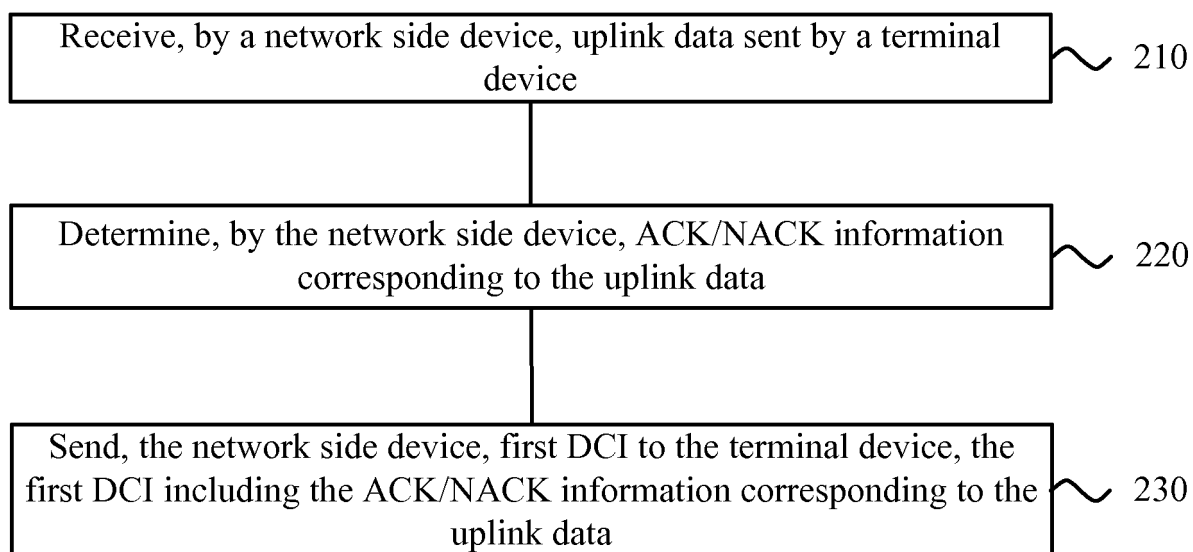 Receive, by a network side device, uplink data sent by a terminal
device
210
Determine, by the network side device, ACK/NACK information
corresponding to the uplink data
220
Send, the network side device, first DCI to the terminal device, the
first DCI including the ACK/NACK information corresponding to the
uplink data
230